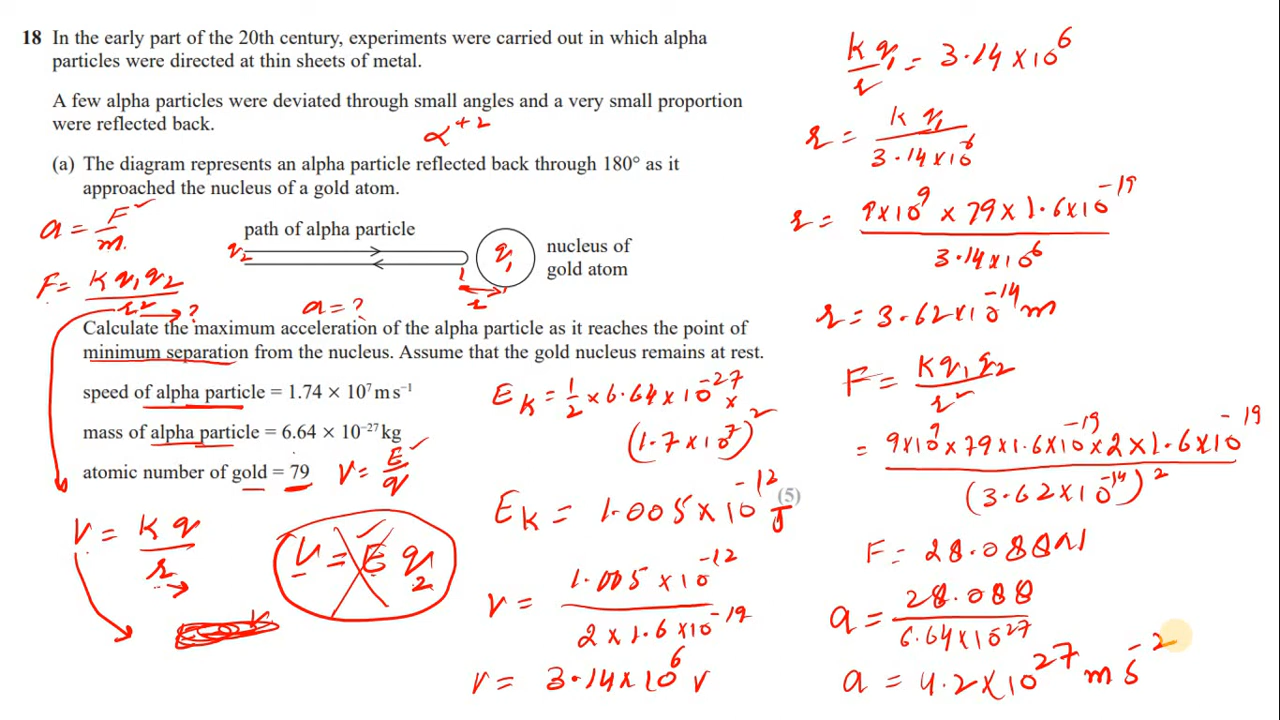 18 In the early part of the 20th century, experiments were carried out in which alpha
particles were directed at thin sheets of metal.
A few alpha particles were deviated through small angles and a very small proportion
were reflected back.
α⁺²
(a) The diagram represents an alpha particle reflected back through 180° as it
approached the nucleus of a gold atom.
a = F/m
path of alpha particle
q₂
q₁
nucleus of
gold atom
r
F = Kq₁q₂/r²
?
a = ?
Calculate the maximum acceleration of the alpha particle as it reaches the point of
minimum separation from the nucleus. Assume that the gold nucleus remains at rest.
speed of alpha particle = 1.74 × 10⁷ m s⁻¹
mass of alpha particle = 6.64 × 10⁻²⁷ kg
atomic number of gold = 79
V = E/q
(5)
V = kq/r
V = E q₂
E_K = 1/2 × 6.64 × 10⁻²⁷ ×
(1.7 × 10⁷)²
E_K = 1.005 × 10⁻¹² J
V = 1.005 × 10⁻¹² / 2 × 1.6 × 10⁻¹⁹
V = 3.14 × 10⁶ V
kq₁/r = 3.14 × 10⁶
r = kq₁ / 3.14 × 10⁶
r = 9 × 10⁹ × 79 × 1.6 × 10⁻¹⁹ / 3.14 × 10⁶
r = 3.62 × 10⁻¹⁴ m
F = Kq₁q₂/r²
= 9 × 10⁹ × 79 × 1.6 × 10⁻¹⁹ × 2 × 1.6 × 10⁻¹⁹ / (3.62 × 10⁻¹⁴)²
F = 28.088 N
a = 28.088 / 6.64 × 10⁻²⁷
a = 4.2 × 10²⁷ m s⁻²